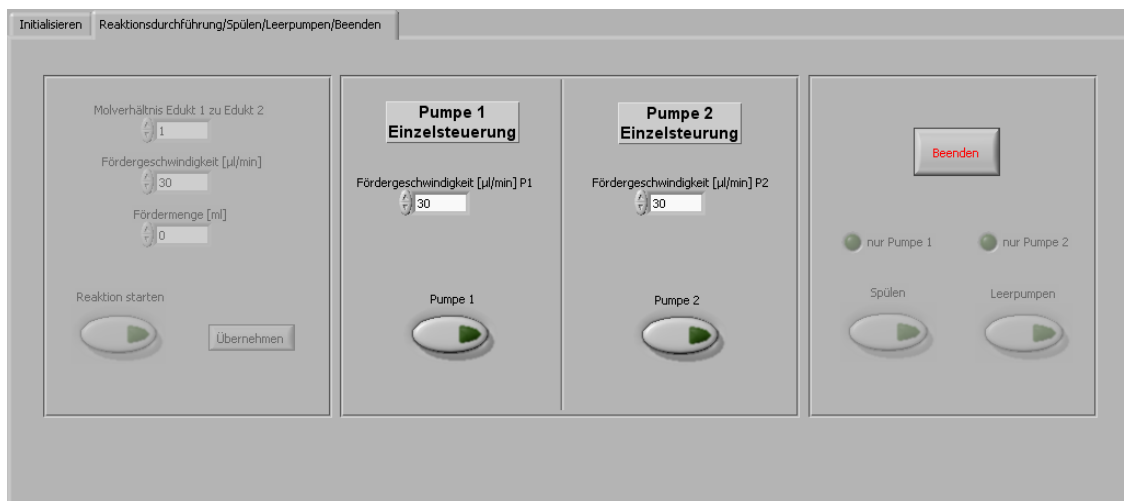 Initialisieren
Reaktionsdurchführung/Spülen/Leerpumpen/Beenden
Molverhältnis Edukt 1 zu Edukt 2
1
Fördergeschwindigkeit [µl/min]
30
Fördermenge [ml]
0
Reaktion starten
Übernehmen
Pumpe 1
Einzelsteuerung
Fördergeschwindigkeit [µl/min] P1
30
Pumpe 1
Pumpe 2
Einzelsteurung
Fördergeschwindigkeit [µl/min] P2
30
Pumpe 2
Beenden
nur Pumpe 1
nur Pumpe 2
Spülen
Leerpumpen